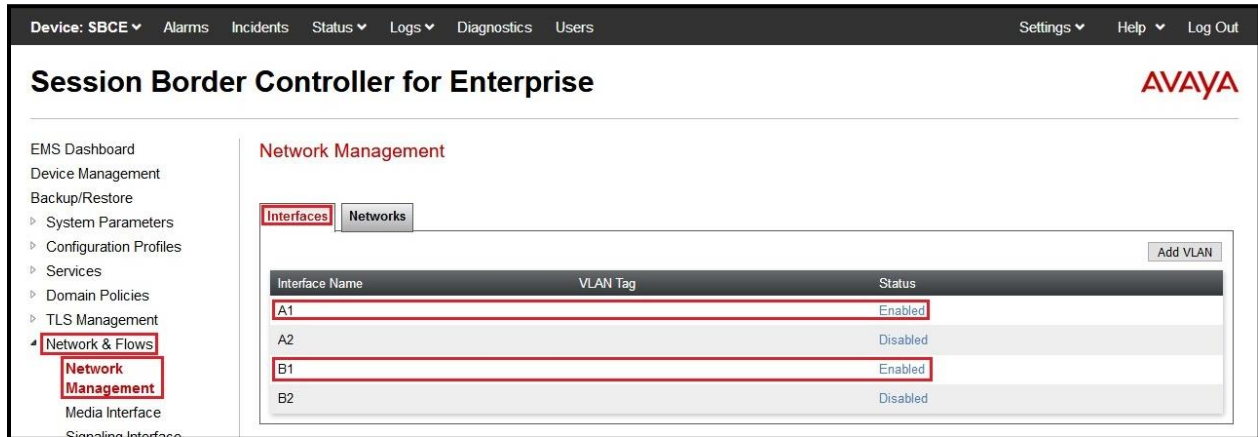 Device: SBCE Alarms Incidents Status Logs Diagnostics Users Settings Help Log Out
Session Border Controller for Enterprise
AVAYA
EMS Dashboard
Device Management
Backup/Restore
System Parameters
Configuration Profiles
Services
Domain Policies
TLS Management
Network & Flows
Network
Management
Media Interface
Signaling Interface
Network Management
Interfaces Networks
Add VLAN
Interface Name VLAN Tag Status
A1 Enabled
A2 Disabled
B1 Enabled
B2 Disabled